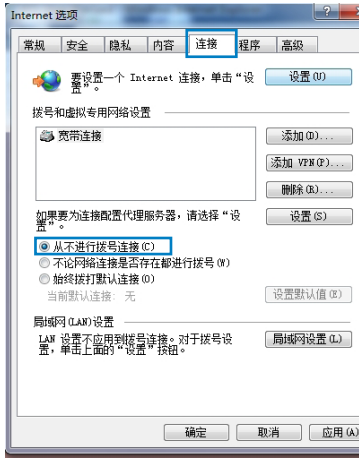 Internet 选项
常规 安全 隐私 内容 连接 程序 高级
要设置一个 Internet 连接，单击“设
置”。
设置(U)
拨号和虚拟专用网络设置
宽带连接
添加(D)...
添加 VPN(P)...
删除(R)...
如果要为连接配置代理服务器，请选择“设
置”。
设置(S)
从不进行拨号连接(C)
不论网络连接是否存在都进行拨号(W)
始终拨打默认连接(O)
当前默认连接: 无
设置默认值(E)
局域网(LAN)设置
LAN 设置不应用到拨号连接。对于拨号设
置，单击上面的“设置”按钮。
局域网设置(L)
确定 取消 应用(A)